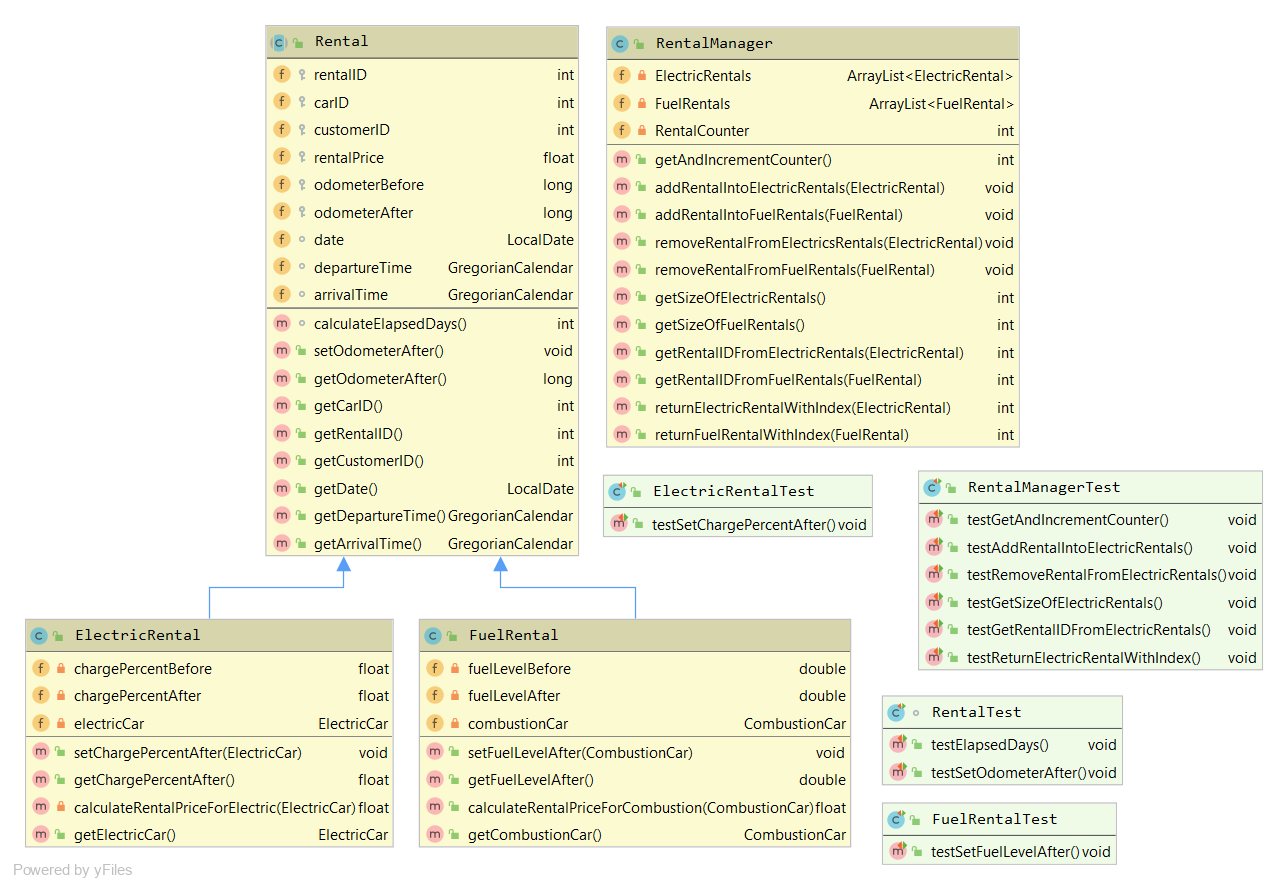 Rental
rentalID int
carID int
customerID int
rentalPrice float
odometerBefore long
odometerAfter long
date LocalDate
departureTime GregorianCalendar
arrivalTime GregorianCalendar
calculateElapsedDays() int
setOdometerAfter() void
getOdometerAfter() long
getCarID() int
getRentalID() int
getCustomerID() int
getDate() LocalDate
getDepartureTime() GregorianCalendar
getArrivalTime() GregorianCalendar
RentalManager
ElectricRentals ArrayList<ElectricRental>
FuelRentals ArrayList<FuelRental>
RentalCounter int
getAndIncrementCounter() int
addRentalIntoElectricRentals(ElectricRental) void
addRentalIntoFuelRentals(FuelRental) void
removeRentalFromElectricsRentals(ElectricRental) void
removeRentalFromFuelRentals(FuelRental) void
getSizeOfElectricRentals() int
getSizeOfFuelRentals() int
getRentalIDFromElectricRentals(ElectricRental) int
getRentalIDFromFuelRentals(FuelRental) int
returnElectricRentalWithIndex(ElectricRental) int
returnFuelRentalWithIndex(FuelRental) int
ElectricRentalTest
testSetChargePercentAfter() void
RentalManagerTest
testGetAndIncrementCounter() void
testAddRentalIntoElectricRentals() void
testRemoveRentalFromElectricRentals() void
testGetSizeOfElectricRentals() void
testGetRentalIDFromElectricRentals() void
testReturnElectricRentalWithIndex() void
ElectricRental
chargePercentBefore float
chargePercentAfter float
electricCar ElectricCar
setChargePercentAfter(ElectricCar) void
getChargePercentAfter() float
calculateRentalPriceForElectric(ElectricCar) float
getElectricCar() ElectricCar
FuelRental
fuelLevelBefore double
fuelLevelAfter double
combustionCar CombustionCar
setFuelLevelAfter(CombustionCar) void
getFuelLevelAfter() double
calculateRentalPriceForCombustion(CombustionCar) float
getCombustionCar() CombustionCar
RentalTest
testElapsedDays() void
testSetOdometerAfter() void
FuelRentalTest
testSetFuelLevelAfter() void
Powered by yFiles